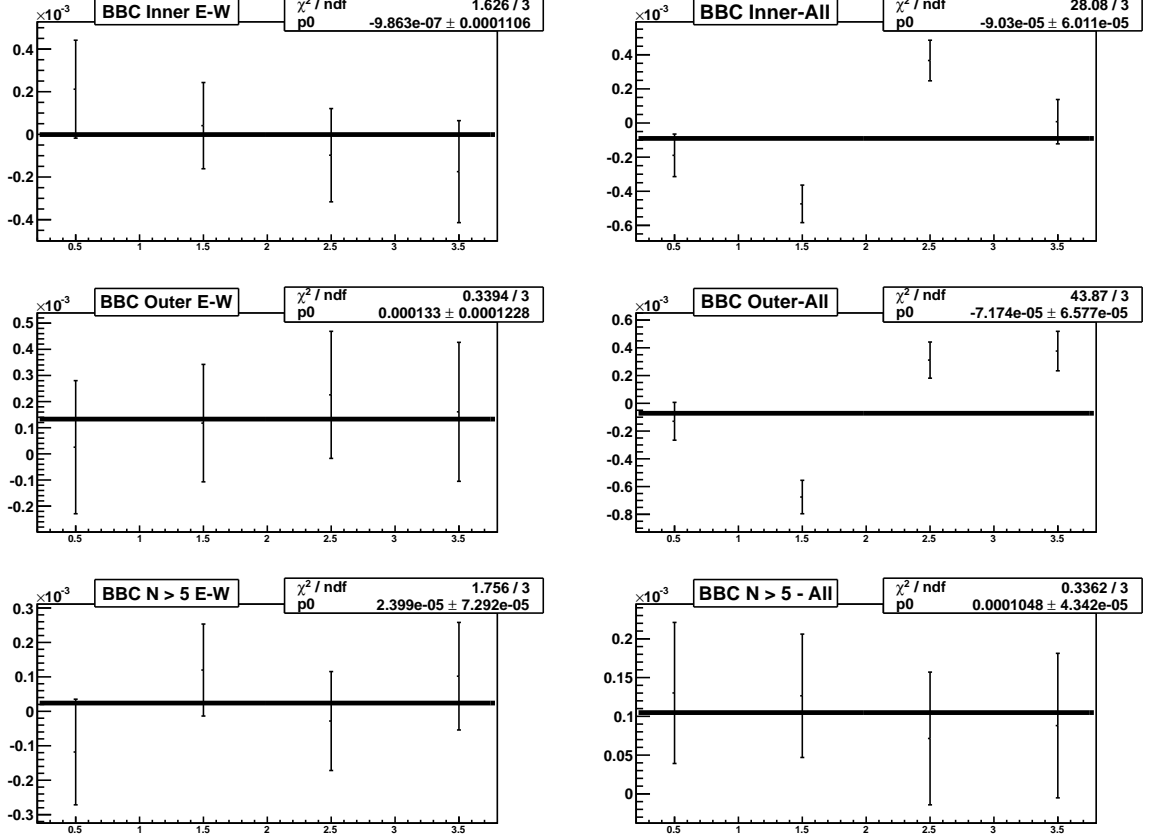 BBC Inner E-W
χ² / ndf 1.626 / 3
p0 -9.863e-07 ± 0.0001106
×10⁻³
0.4
0.2
0
-0.2
-0.4
0.5 1 1.5 2 2.5 3 3.5
BBC Inner-All
χ² / ndf 28.08 / 3
p0 -9.03e-05 ± 6.011e-05
×10⁻³
0.4
0.2
0
-0.2
-0.4
-0.6
0.5 1 1.5 2 2.5 3 3.5
BBC Outer E-W
χ² / ndf 0.3394 / 3
p0 0.000133 ± 0.0001228
×10⁻³
0.5
0.4
0.3
0.2
0.1
0
-0.1
-0.2
0.5 1 1.5 2 2.5 3 3.5
BBC Outer-All
χ² / ndf 43.87 / 3
p0 -7.174e-05 ± 6.577e-05
×10⁻³
0.6
0.4
0.2
0
-0.2
-0.4
-0.6
-0.8
0.5 1 1.5 2 2.5 3 3.5
BBC N > 5 E-W
χ² / ndf 1.756 / 3
p0 2.399e-05 ± 7.292e-05
×10⁻³
0.3
0.2
0.1
0
-0.1
-0.2
-0.3
0.5 1 1.5 2 2.5 3 3.5
BBC N > 5 - All
χ² / ndf 0.3362 / 3
p0 0.0001048 ± 4.342e-05
×10⁻³
0.2
0.15
0.1
0.05
0
0.5 1 1.5 2 2.5 3 3.5